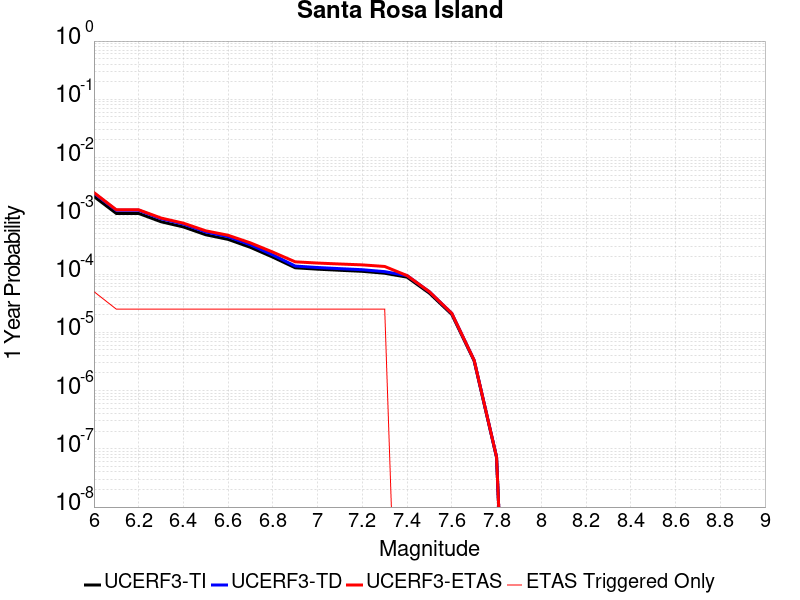 Santa Rosa Island
10^0
10^-1
10^-2
10^-3
10^-4
10^-5
10^-6
10^-7
10^-8
1 Year Probability
6 6.2 6.4 6.6 6.8 7 7.2 7.4 7.6 7.8 8 8.2 8.4 8.6 8.8 9
Magnitude
UCERF3-TI UCERF3-TD UCERF3-ETAS ETAS Triggered Only